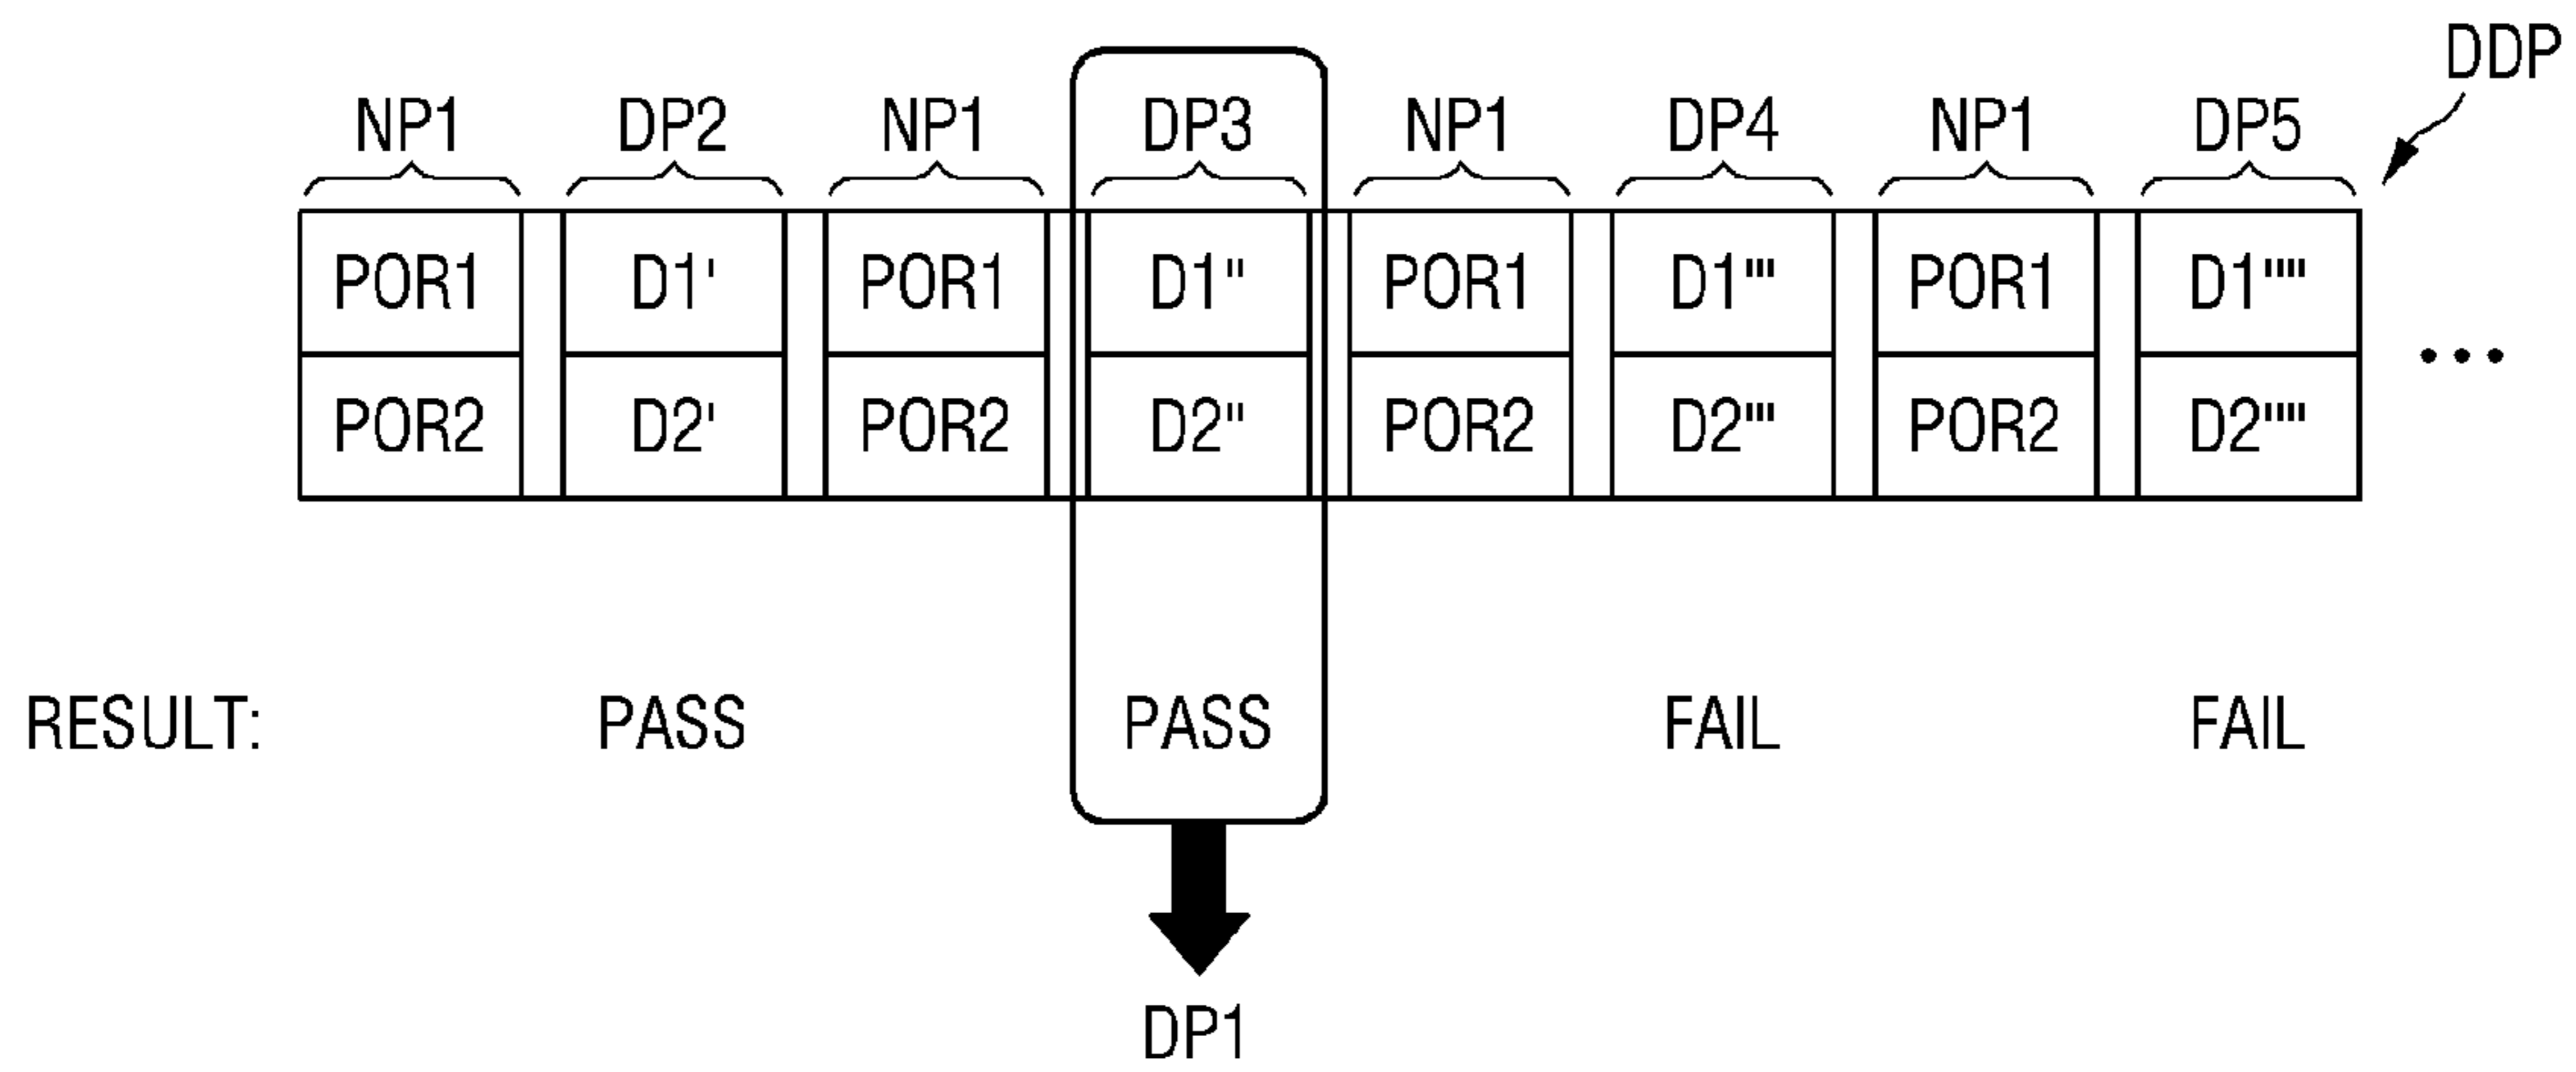 DDP
NP1 DP2 NP1 DP3 NP1 DP4 NP1 DP5
POR1 D1' POR1 D1" POR1 D1"' POR1 D1""
POR2 D2' POR2 D2" POR2 D2"' POR2 D2""
•••
RESULT: PASS PASS FAIL FAIL
DP1